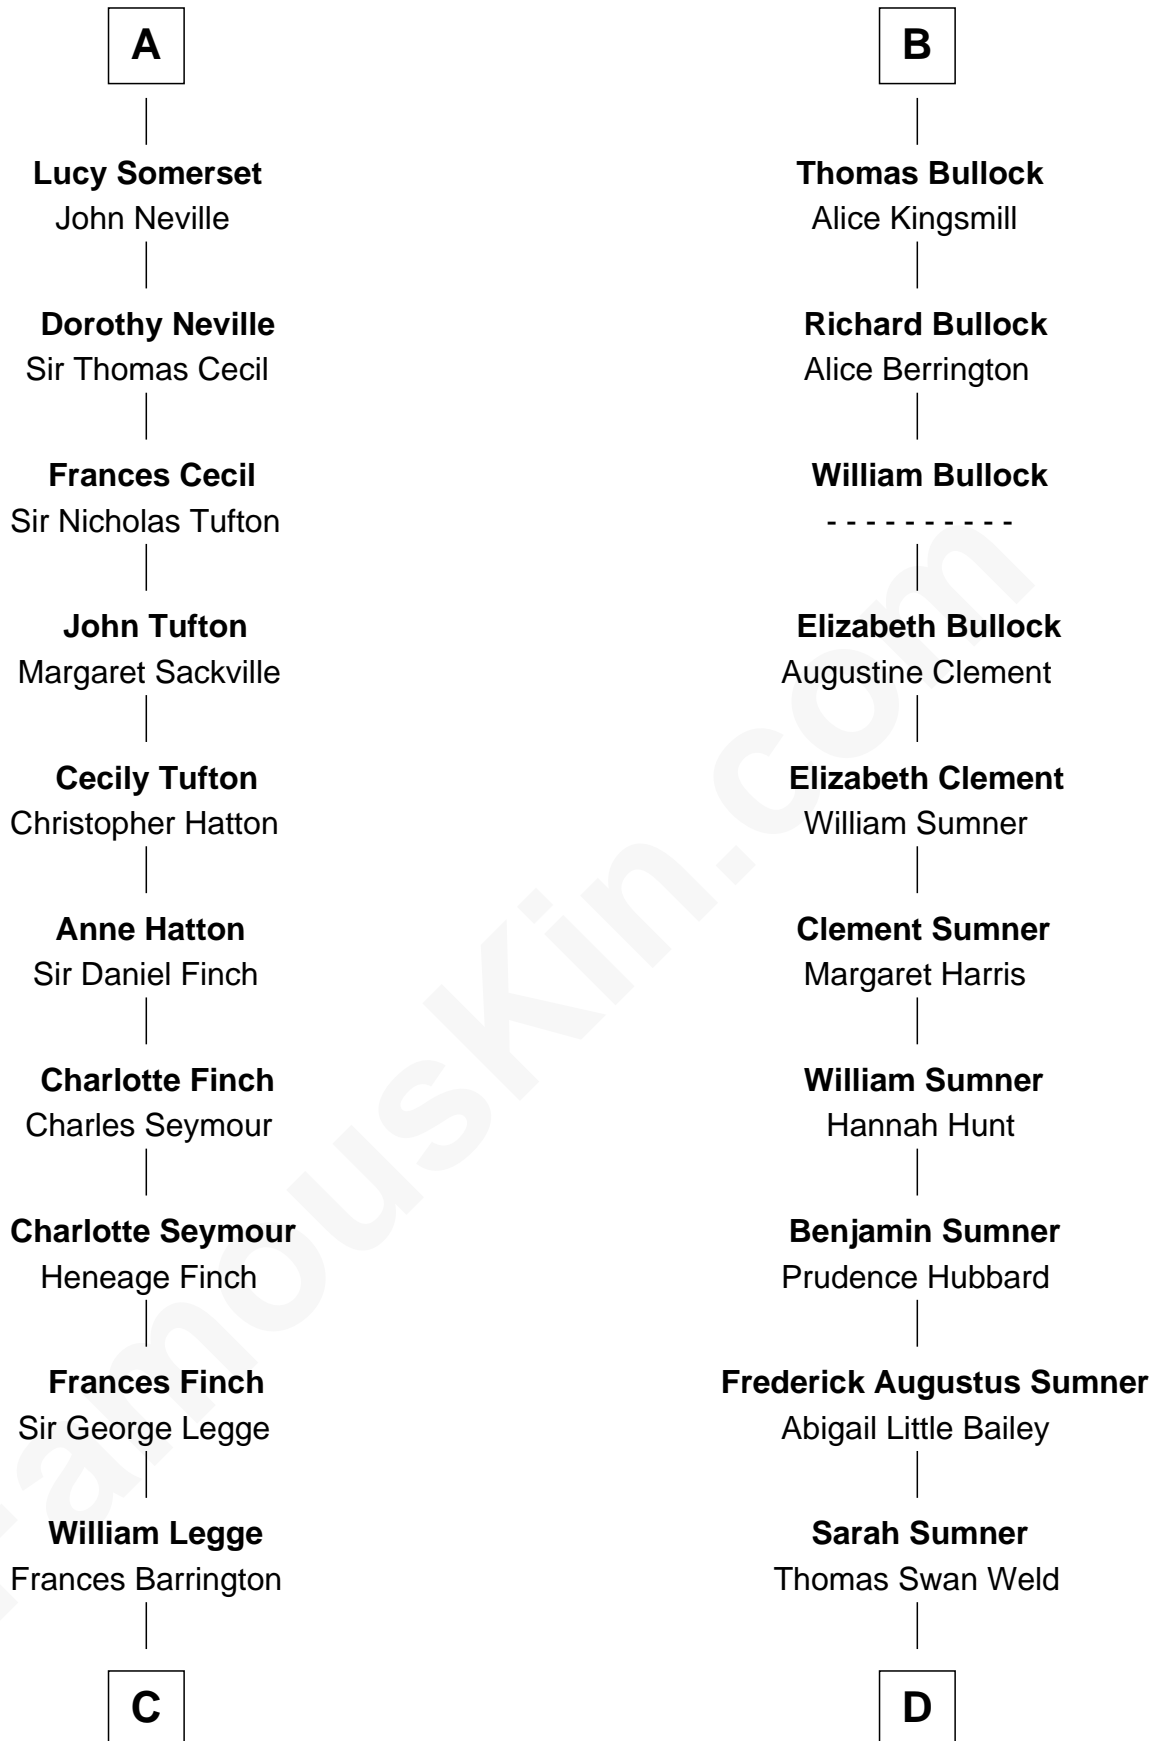 A
Lucy Somerset
John Neville
Dorothy Neville
Sir Thomas Cecil
Frances Cecil
Sir Nicholas Tufton
John Tufton
Margaret Sackville
Cecily Tufton
Christopher Hatton
Anne Hatton
Sir Daniel Finch
Charlotte Finch
Charles Seymour
Charlotte Seymour
Heneage Finch
Frances Finch
Sir George Legge
William Legge
Frances Barrington
C
B
Thomas Bullock
Alice Kingsmill
Richard Bullock
Alice Berrington
William Bullock
- - - - - - - - - -
Elizabeth Bullock
Augustine Clement
Elizabeth Clement
William Sumner
Clement Sumner
Margaret Harris
William Sumner
Hannah Hunt
Benjamin Sumner
Prudence Hubbard
Frederick Augustus Sumner
Abigail Little Bailey
Sarah Sumner
Thomas Swan Weld
D
FamousKin.com